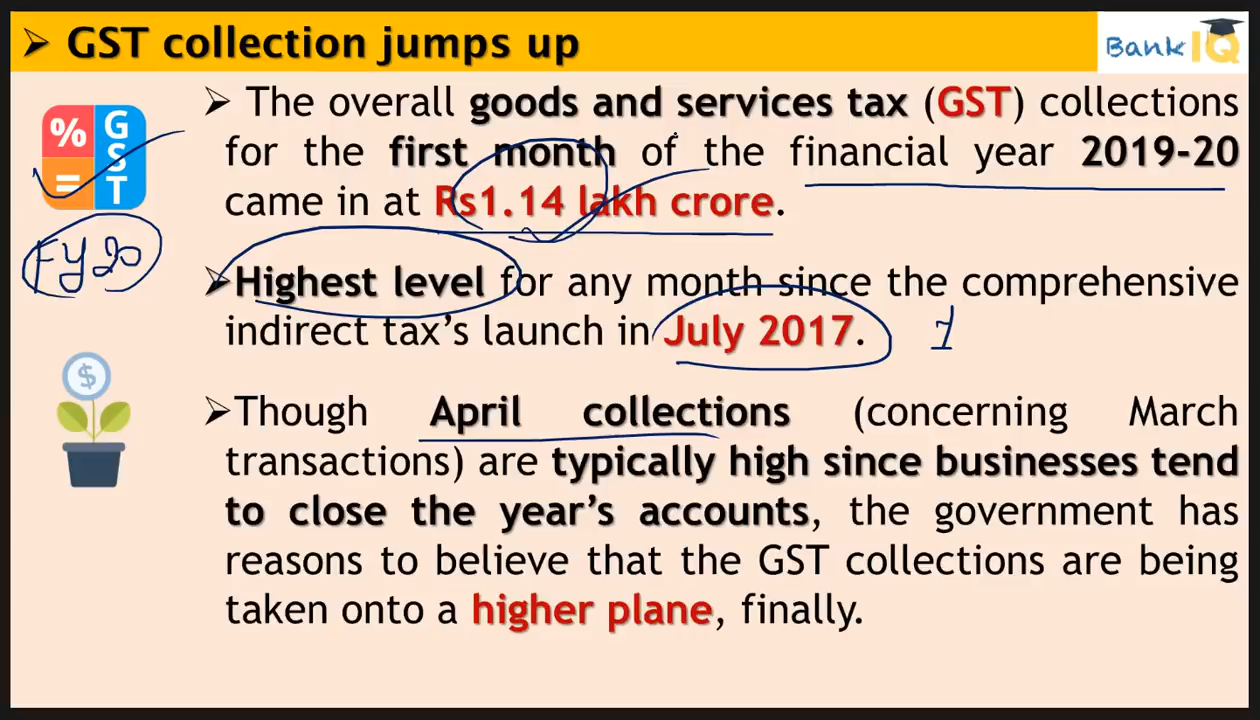 ➢ GST collection jumps up
Bank IQ
% G
S
= T
➢ The overall goods and services tax (GST) collections
for the first month of the financial year 2019-20
came in at Rs1.14 lakh crore.
FY20
➢Highest level for any month since the comprehensive
indirect tax's launch in July 2017. 1
$
➢Though April collections (concerning March
transactions) are typically high since businesses tend
to close the year's accounts, the government has
reasons to believe that the GST collections are being
taken onto a higher plane, finally.